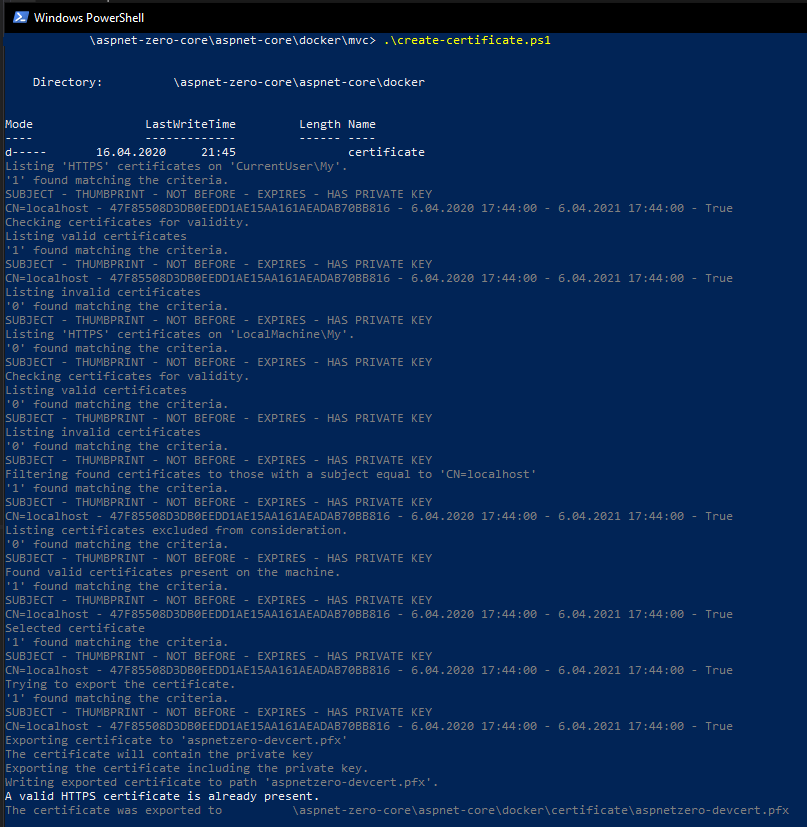 Windows PowerShell
\aspnet-zero-core\aspnet-core\docker\mvc> .\create-certificate.ps1
Directory: \aspnet-zero-core\aspnet-core\docker
Mode LastWriteTime Length Name
---- ------------- ------ ----
d----- 16.04.2020 21:45 certificate
Listing 'HTTPS' certificates on 'CurrentUser\My'.
'1' found matching the criteria.
SUBJECT - THUMBPRINT - NOT BEFORE - EXPIRES - HAS PRIVATE KEY
CN=localhost - 47F85508D3DB0EEDD1AE15AA161AEADAB70BB816 - 6.04.2020 17:44:00 - 6.04.2021 17:44:00 - True
Checking certificates for validity.
Listing valid certificates
'1' found matching the criteria.
SUBJECT - THUMBPRINT - NOT BEFORE - EXPIRES - HAS PRIVATE KEY
CN=localhost - 47F85508D3DB0EEDD1AE15AA161AEADAB70BB816 - 6.04.2020 17:44:00 - 6.04.2021 17:44:00 - True
Listing invalid certificates
'0' found matching the criteria.
SUBJECT - THUMBPRINT - NOT BEFORE - EXPIRES - HAS PRIVATE KEY
Listing 'HTTPS' certificates on 'LocalMachine\My'.
'0' found matching the criteria.
SUBJECT - THUMBPRINT - NOT BEFORE - EXPIRES - HAS PRIVATE KEY
Checking certificates for validity.
Listing valid certificates
'0' found matching the criteria.
SUBJECT - THUMBPRINT - NOT BEFORE - EXPIRES - HAS PRIVATE KEY
Listing invalid certificates
'0' found matching the criteria.
SUBJECT - THUMBPRINT - NOT BEFORE - EXPIRES - HAS PRIVATE KEY
Filtering found certificates to those with a subject equal to 'CN=localhost'
'1' found matching the criteria.
SUBJECT - THUMBPRINT - NOT BEFORE - EXPIRES - HAS PRIVATE KEY
CN=localhost - 47F85508D3DB0EEDD1AE15AA161AEADAB70BB816 - 6.04.2020 17:44:00 - 6.04.2021 17:44:00 - True
Listing certificates excluded from consideration.
'0' found matching the criteria.
SUBJECT - THUMBPRINT - NOT BEFORE - EXPIRES - HAS PRIVATE KEY
Found valid certificates present on the machine.
'1' found matching the criteria.
SUBJECT - THUMBPRINT - NOT BEFORE - EXPIRES - HAS PRIVATE KEY
CN=localhost - 47F85508D3DB0EEDD1AE15AA161AEADAB70BB816 - 6.04.2020 17:44:00 - 6.04.2021 17:44:00 - True
Selected certificate
'1' found matching the criteria.
SUBJECT - THUMBPRINT - NOT BEFORE - EXPIRES - HAS PRIVATE KEY
CN=localhost - 47F85508D3DB0EEDD1AE15AA161AEADAB70BB816 - 6.04.2020 17:44:00 - 6.04.2021 17:44:00 - True
Trying to export the certificate.
'1' found matching the criteria.
SUBJECT - THUMBPRINT - NOT BEFORE - EXPIRES - HAS PRIVATE KEY
CN=localhost - 47F85508D3DB0EEDD1AE15AA161AEADAB70BB816 - 6.04.2020 17:44:00 - 6.04.2021 17:44:00 - True
Exporting certificate to 'aspnetzero-devcert.pfx'
The certificate will contain the private key
Exporting the certificate including the private key.
Writing exported certificate to path 'aspnetzero-devcert.pfx'.
A valid HTTPS certificate is already present.
The certificate was exported to \aspnet-zero-core\aspnet-core\docker\certificate\aspnetzero-devcert.pfx